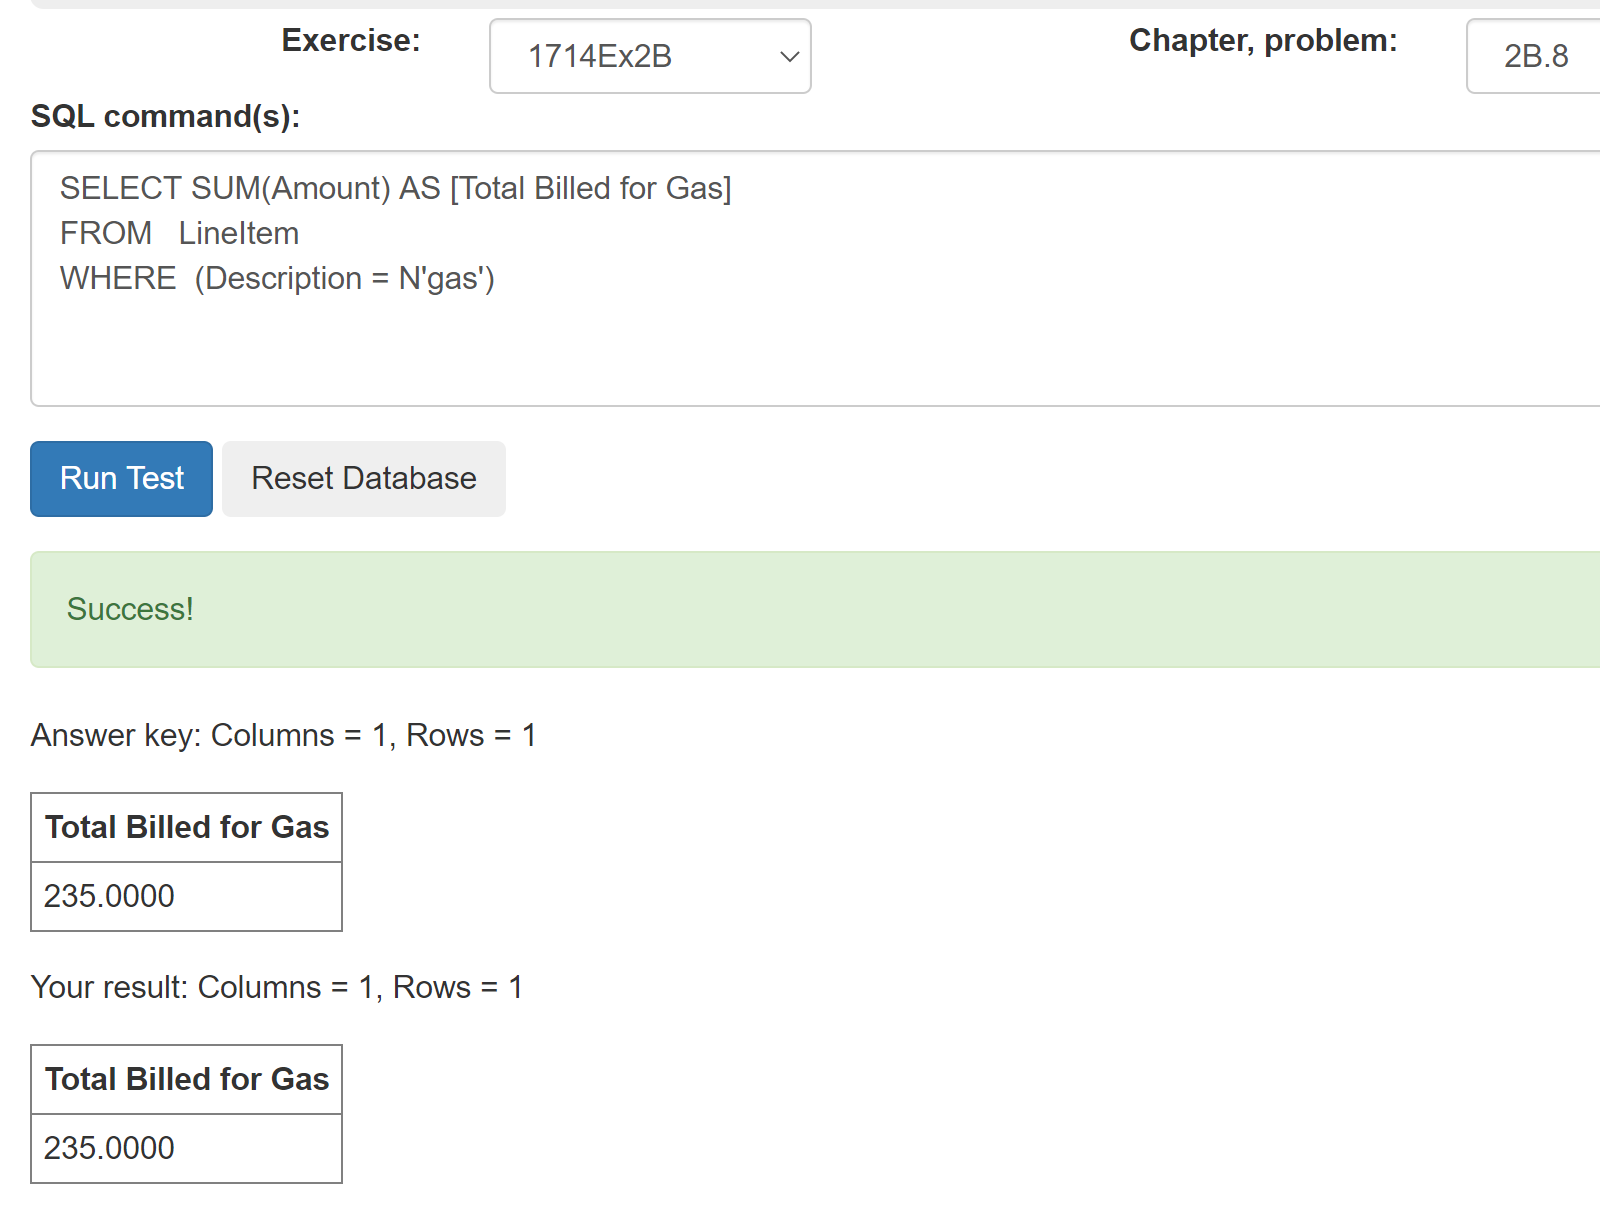 Exercise: 1714Ex2B Chapter, problem: 2B.8
SQL command(s):
SELECT SUM(Amount) AS [Total Billed for Gas]
FROM   LineItem
WHERE  (Description = N'gas')
Run Test Reset Database
Success!
Answer key: Columns = 1, Rows = 1
Total Billed for Gas
235.0000
Your result: Columns = 1, Rows = 1
Total Billed for Gas
235.0000